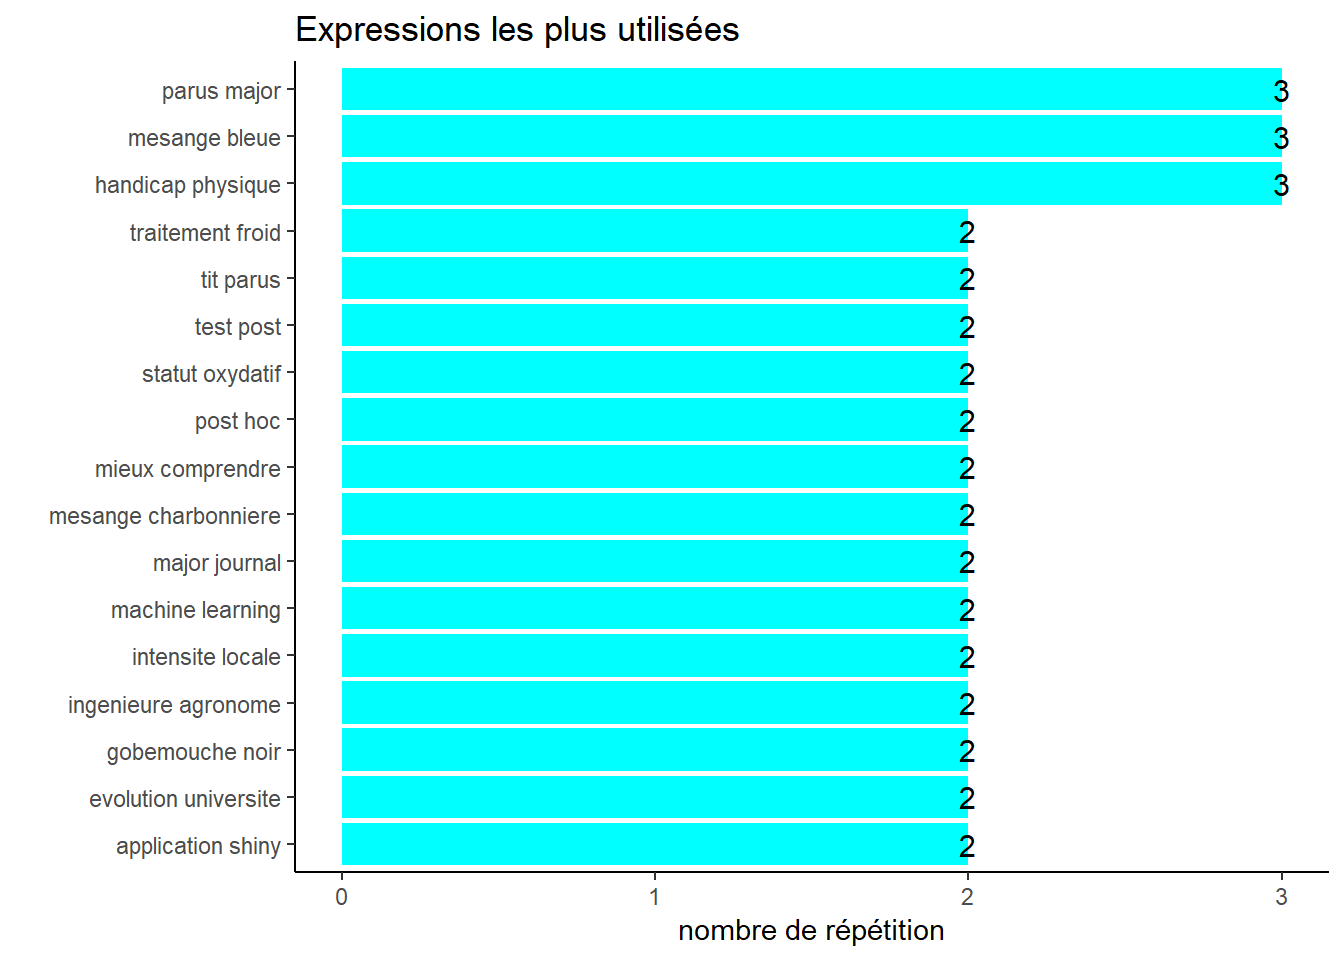 Expressions les plus utilisées
parus major 3
mesange bleue 3
handicap physique 3
traitement froid 2
tit parus 2
test post 2
statut oxydatif 2
post hoc 2
mieux comprendre 2
mesange charbonniere 2
major journal 2
machine learning 2
intensite locale 2
ingenieure agronome 2
gobemouche noir 2
evolution universite 2
application shiny 2
0 1 2 3
nombre de répétition